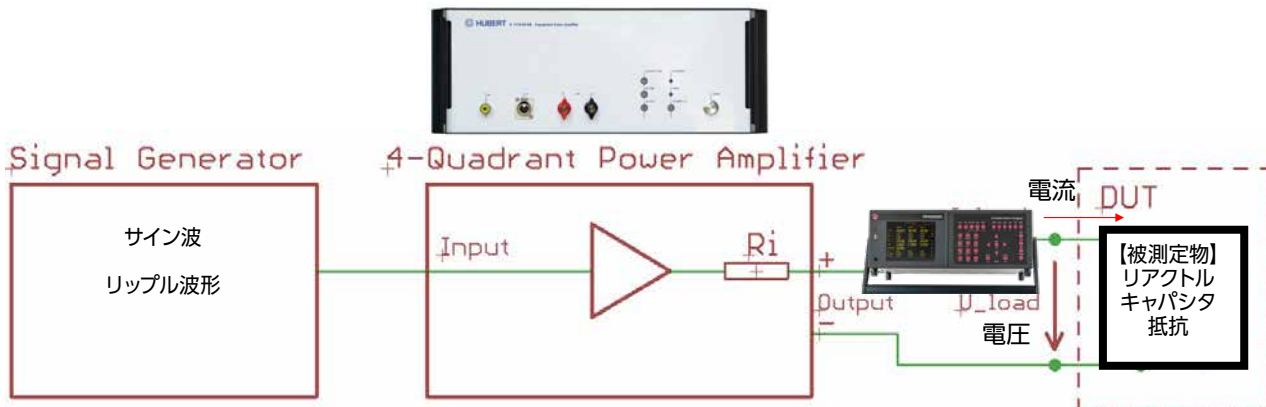 HUBERT
Signal Generator
4-Quadrant Power Amplifier
サイン波
リップル波形
Input
Ri
+
Output
-
U_load
電流
電圧
DUT
【被測定物】
リアクトル
キャパシタ
抵抗